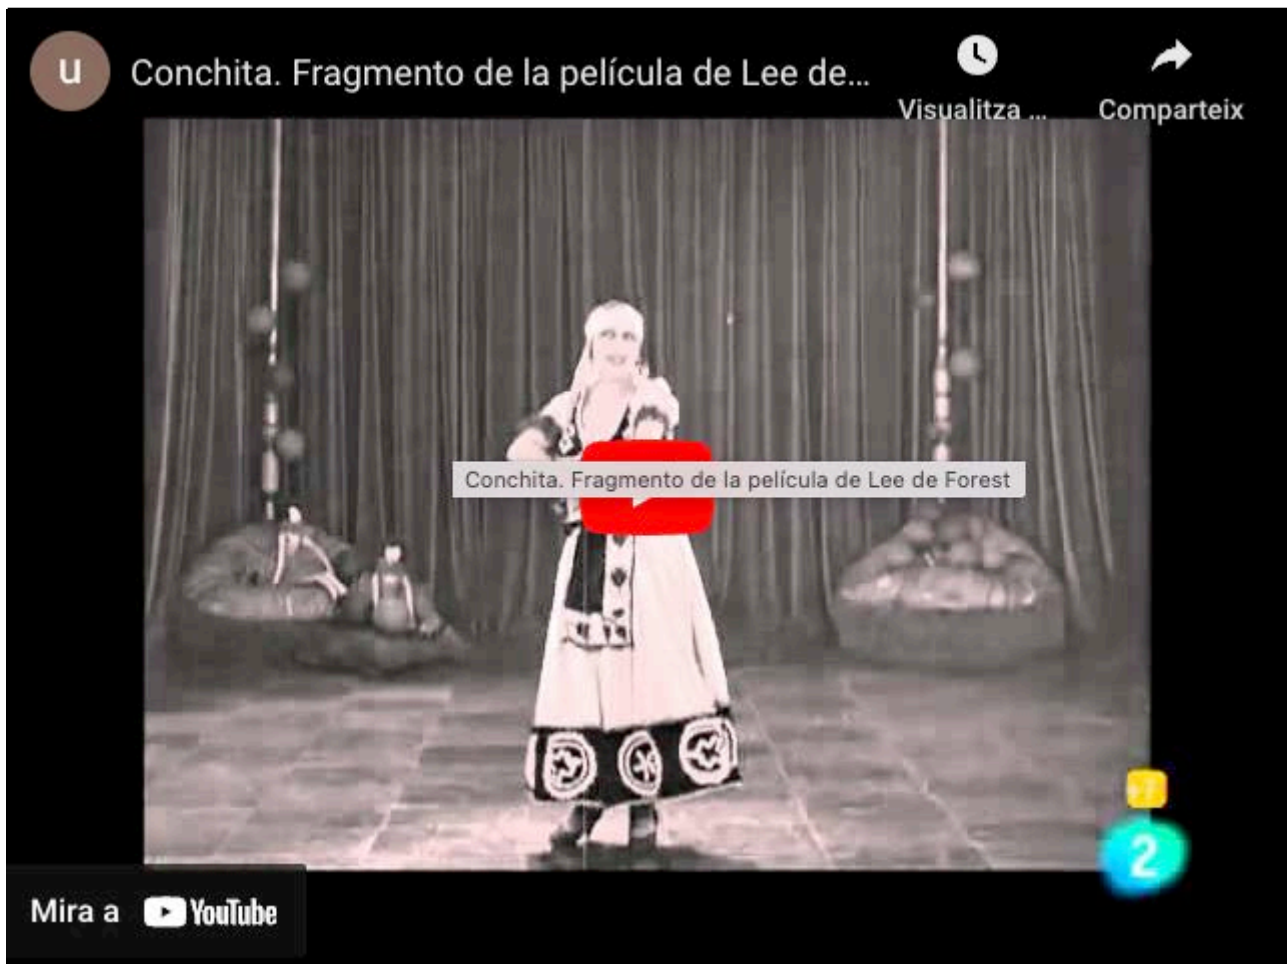 u
Conchita. Fragmento de la película de Lee de...
Visualitza ...
Comparteix
Conchita. Fragmento de la película de Lee de Forest
+7
2
Mira a YouTube